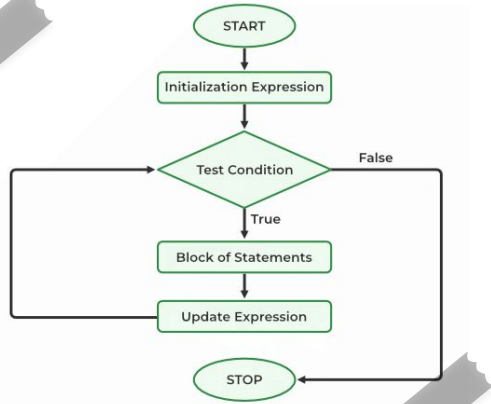 START
Initialization Expression
Test Condition
False
True
Block of Statements
Update Expression
STOP